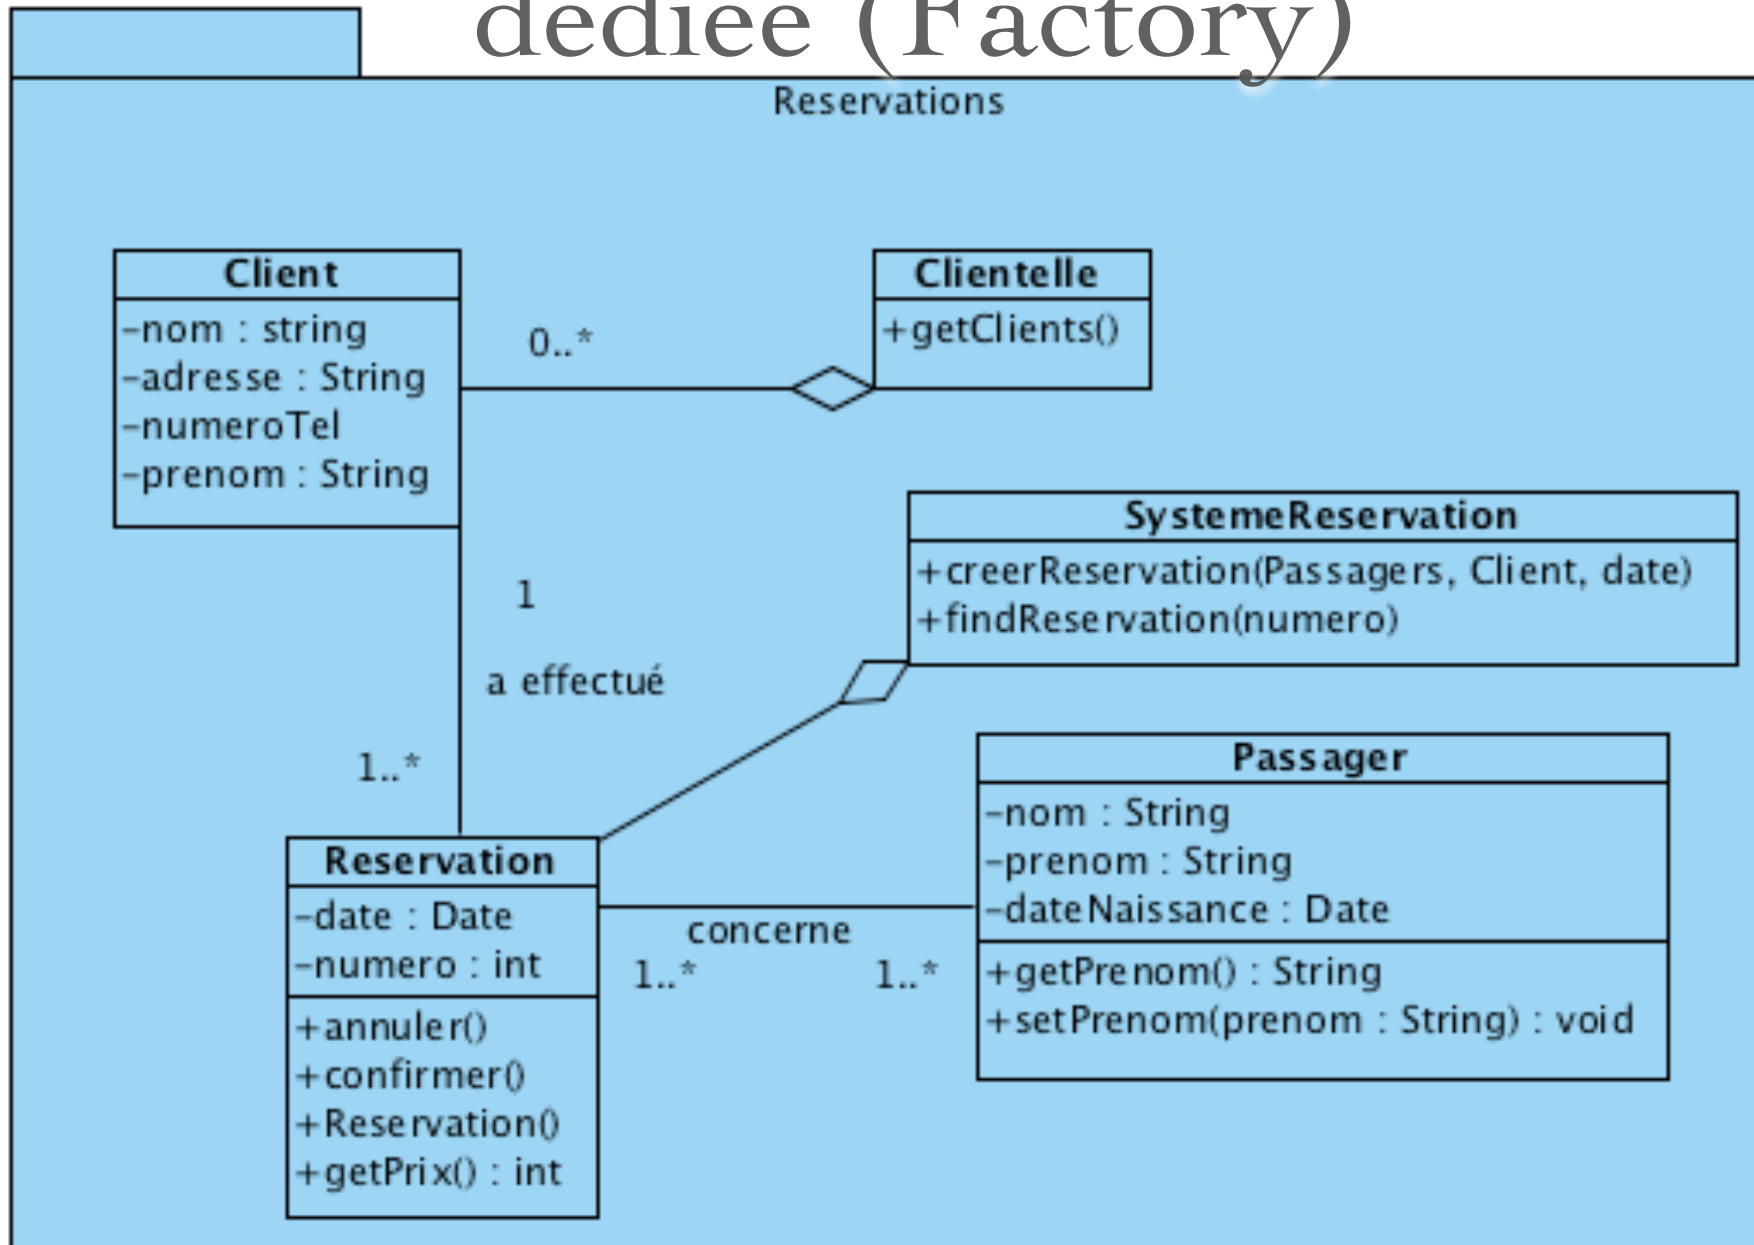 dediee (Factory)
Reservations
Client
-nom : string
-adresse : String
-numeroTel
-prenom : String
0..*
Clientelle
+getClients()
SystemeReservation
+creerReservation(Passagers, Client, date)
+findReservation(numero)
1
a effectué
1..*
Reservation
-date : Date
-numero : int
+annuler()
+confirmer()
+Reservation()
+getPrix() : int
concerne
1..*
1..*
Passager
-nom : String
-prenom : String
-dateNaissance : Date
+getPrenom() : String
+setPrenom(prenom : String) : void